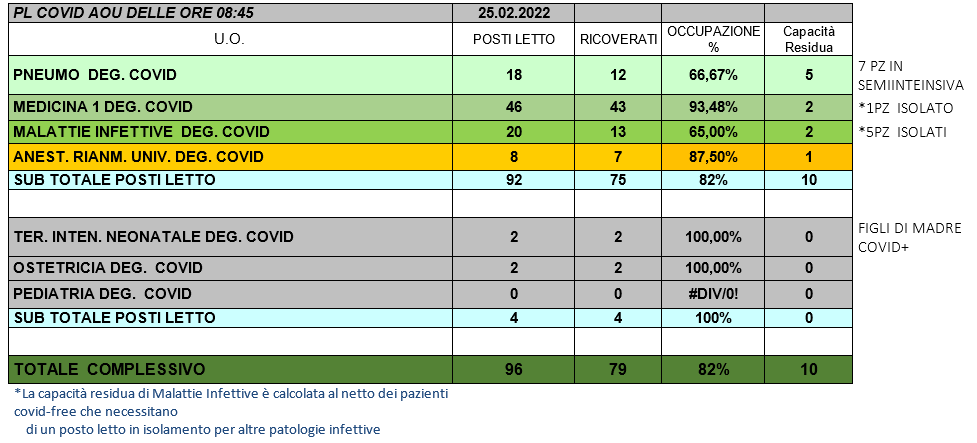 PL COVID AOU DELLE ORE 08:45 25.02.2022
U.O. POSTI LETTO RICOVERATI OCCUPAZIONE % Capacità Residua
PNEUMO DEG. COVID 18 12 66,67% 5 7 PZ IN SEMIINTEINSIVA
MEDICINA 1 DEG. COVID 46 43 93,48% 2 *1PZ ISOLATO
MALATTIE INFETTIVE DEG. COVID 20 13 65,00% 2 *5PZ ISOLATI
ANEST. RIANM. UNIV. DEG. COVID 8 7 87,50% 1
SUB TOTALE POSTI LETTO 92 75 82% 10
TER. INTEN. NEONATALE DEG. COVID 2 2 100,00% 0 FIGLI DI MADRE COVID+
OSTETRICIA DEG. COVID 2 2 100,00% 0
PEDIATRIA DEG. COVID 0 0 #DIV/0! 0
SUB TOTALE POSTI LETTO 4 4 100% 0
TOTALE COMPLESSIVO 96 79 82% 10
*La capacità residua di Malattie Infettive è calcolata al netto dei pazienti
covid-free che necessitano
di un posto letto in isolamento per altre patologie infettive